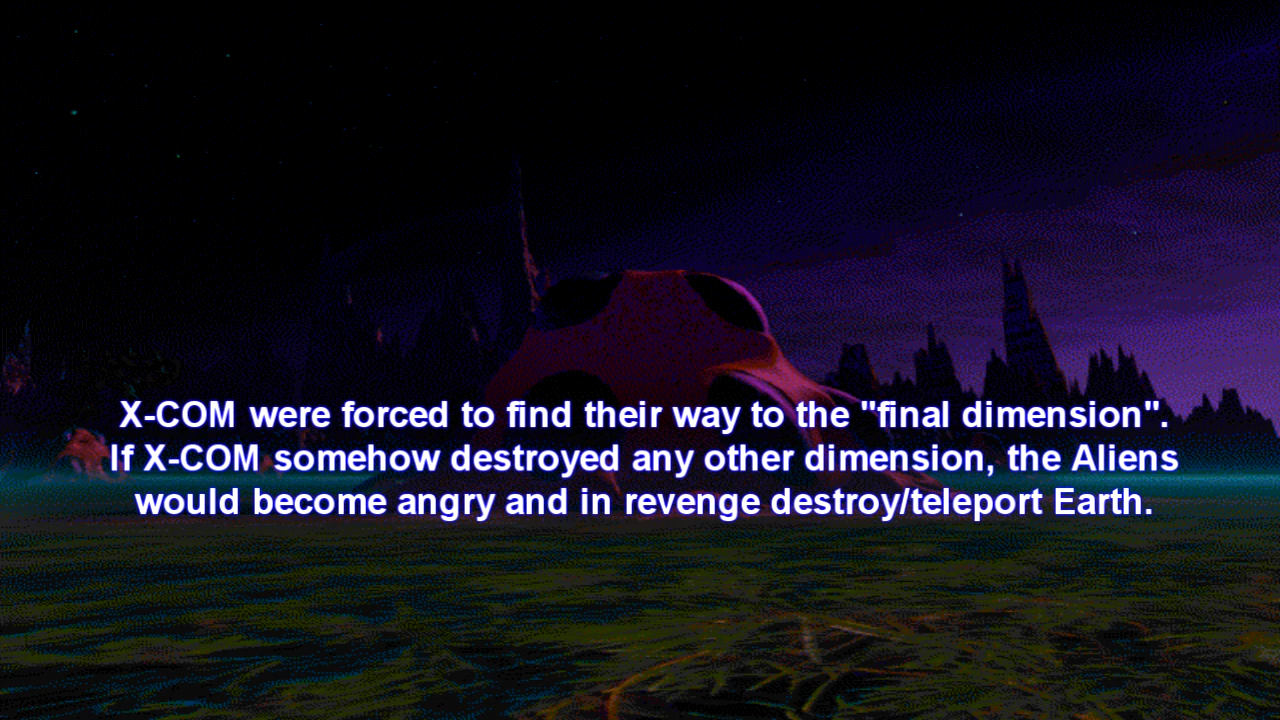 X-COM were forced to find their way to the "final dimension".
If X-COM somehow destroyed any other dimension, the Aliens
would become angry and in revenge destroy/teleport Earth.